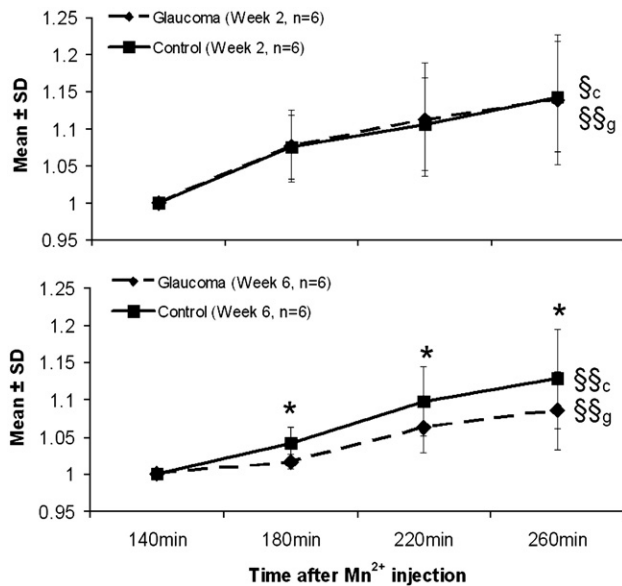 Glaucoma (Week 2, n=6)
Control (Week 2, n=6)
Mean ± SD
1.25
1.2
1.15
1.1
1.05
1
0.95
§c
§§g
Glaucoma (Week 6, n=6)
Control (Week 6, n=6)
Mean ± SD
1.25
1.2
1.15
1.1
1.05
1
0.95
*
*
*
§§c
§§g
140min 180min 220min 260min
Time after Mn²⁺ injection